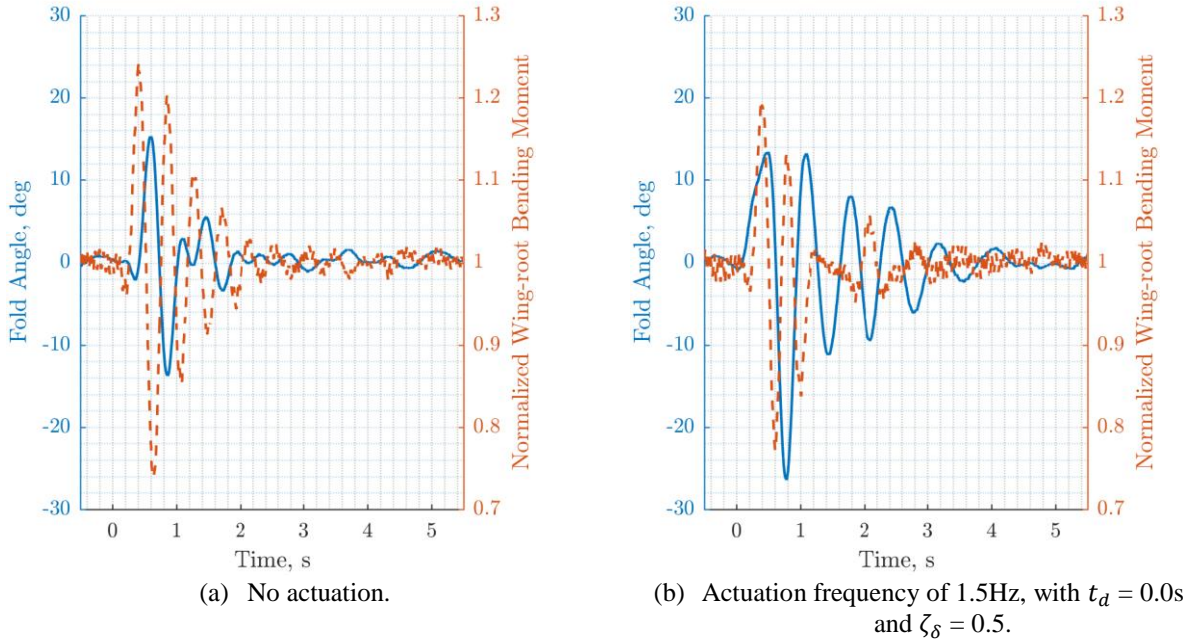 30
20
10
0
-10
-20
-30
Fold Angle, deg
1.3
1.2
1.1
1
0.9
0.8
0.7
Normalized Wing-root Bending Moment
0 1 2 3 4 5
Time, s
(a) No actuation.
30
20
10
0
-10
-20
-30
Fold Angle, deg
1.3
1.2
1.1
1
0.9
0.8
0.7
Normalized Wing-root Bending Moment
0 1 2 3 4 5
Time, s
(b) Actuation frequency of 1.5Hz, with $t_d$ = 0.0s
and $\zeta_\delta$ = 0.5.